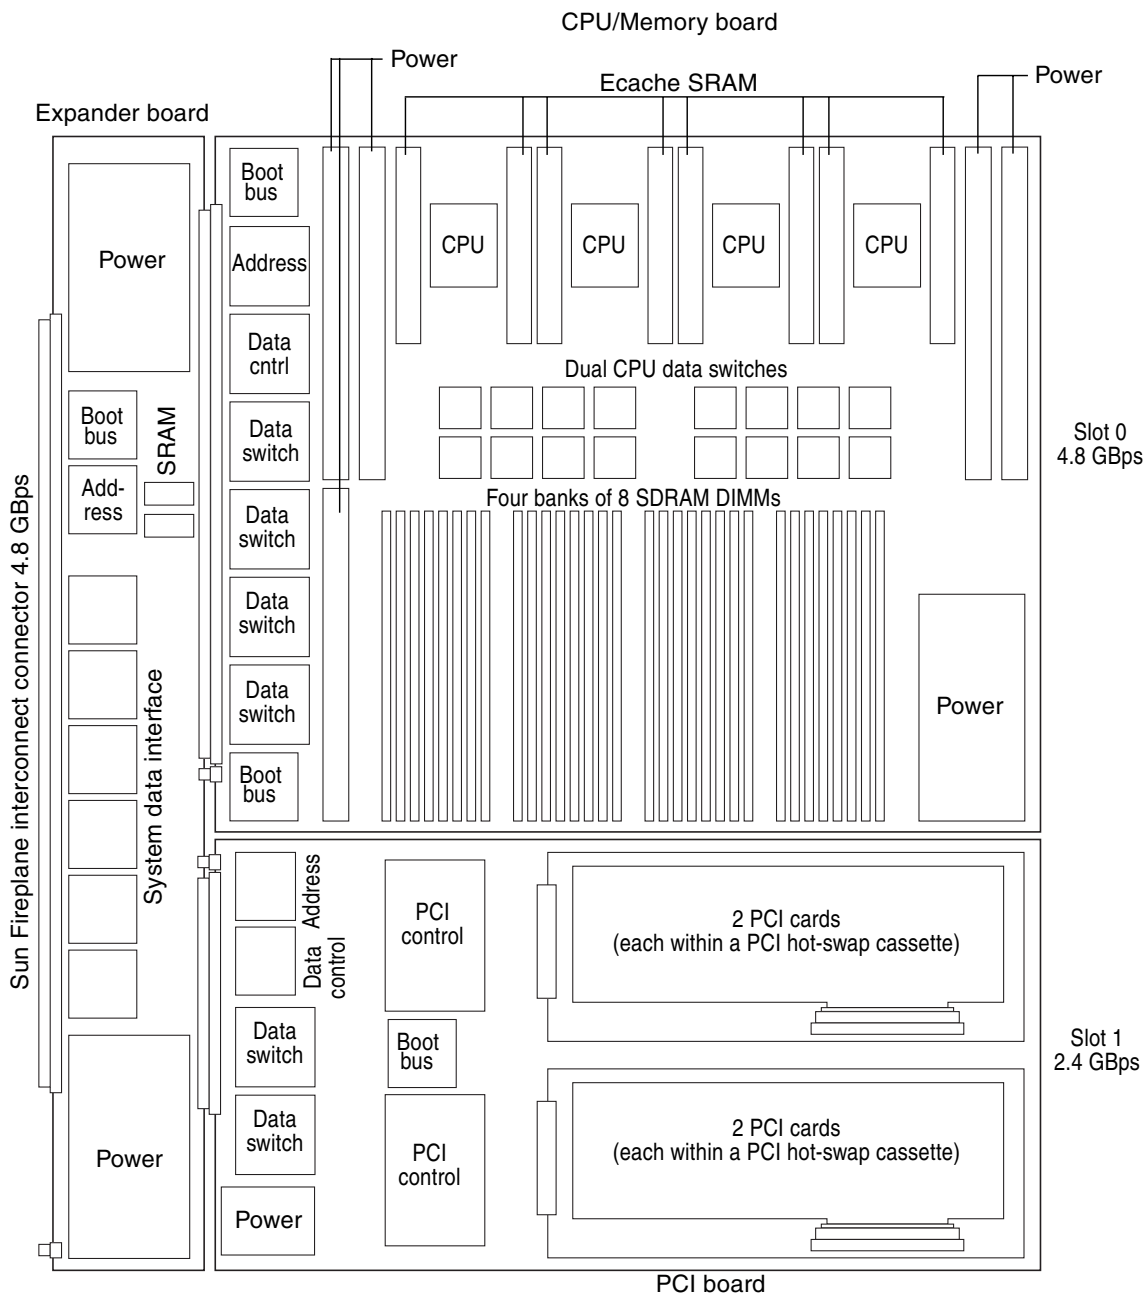 CPU/Memory board
Power
Ecache SRAM
Power
Expander board
Boot
bus
Power
Address
CPU
CPU
CPU
CPU
Data
cntrl
Dual CPU data switches
Boot
bus
SRAM
Data
switch
Slot 0
4.8 GBps
Add-
ress
Four banks of 8 SDRAM DIMMs
Data
switch
Sun Fireplane interconnect connector 4.8 GBps
System data interface
Data
switch
Data
switch
Power
Boot
bus
Address
Data
control
PCI
control
2 PCI cards
(each within a PCI hot-swap cassette)
Data
switch
Boot
bus
Slot 1
2.4 GBps
Data
switch
PCI
control
2 PCI cards
(each within a PCI hot-swap cassette)
Power
Power
PCI board